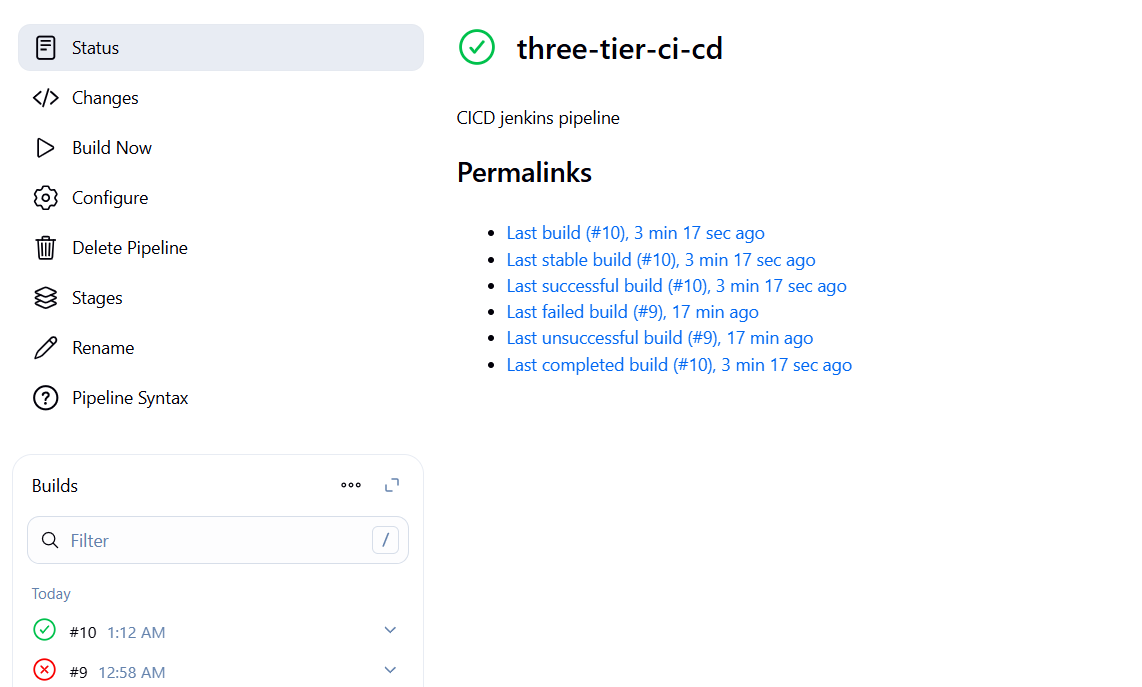 Status
Changes
Build Now
Configure
Delete Pipeline
Stages
Rename
Pipeline Syntax
Builds
Filter /
Today
#10 1:12 AM
#9 12:58 AM
three-tier-ci-cd
CICD jenkins pipeline
Permalinks
Last build (#10), 3 min 17 sec ago
Last stable build (#10), 3 min 17 sec ago
Last successful build (#10), 3 min 17 sec ago
Last failed build (#9), 17 min ago
Last unsuccessful build (#9), 17 min ago
Last completed build (#10), 3 min 17 sec ago